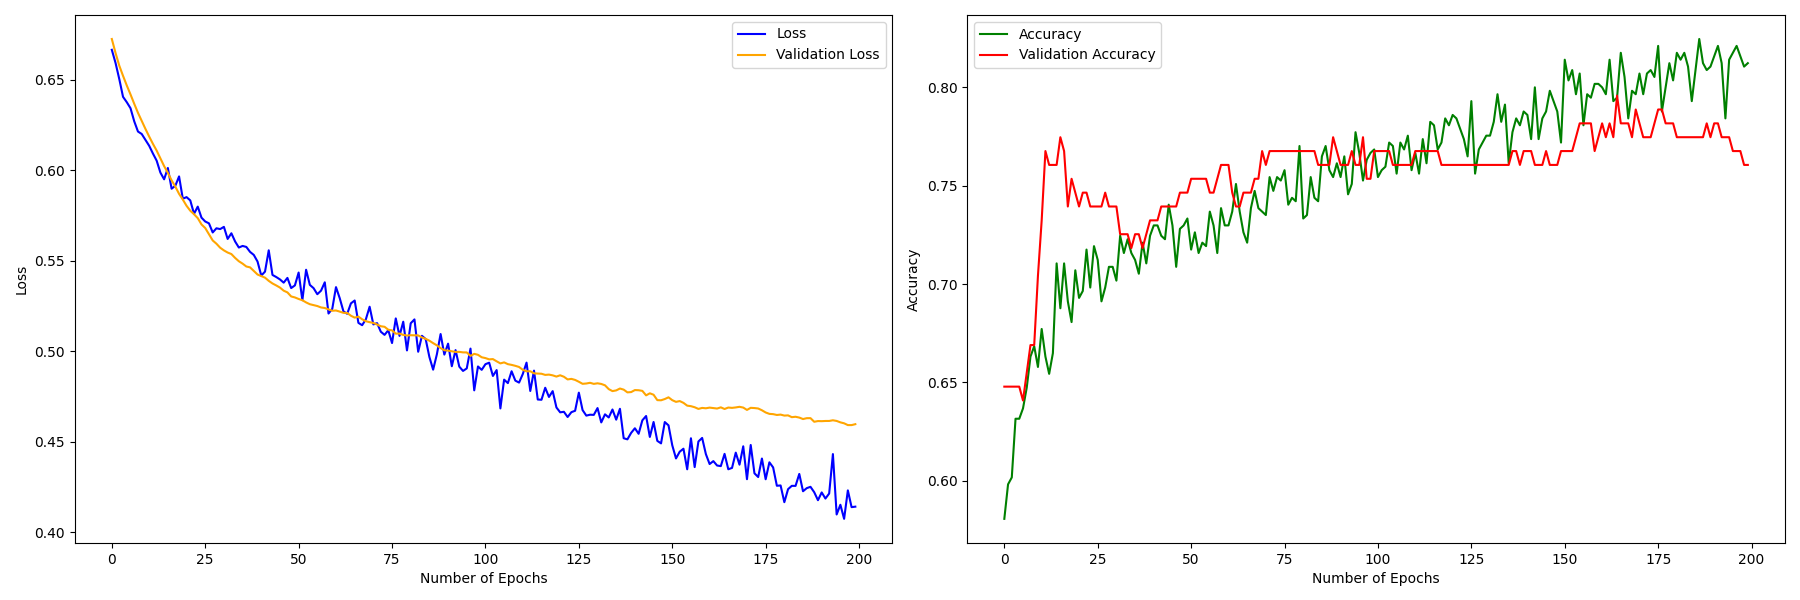 Loss
Validation Loss
0.65
0.60
0.55
0.50
0.45
0.40
Loss
0 25 50 75 100 125 150 175 200
Number of Epochs
Accuracy
Validation Accuracy
0.80
0.75
0.70
0.65
0.60
Accuracy
0 25 50 75 100 125 150 175 200
Number of Epochs